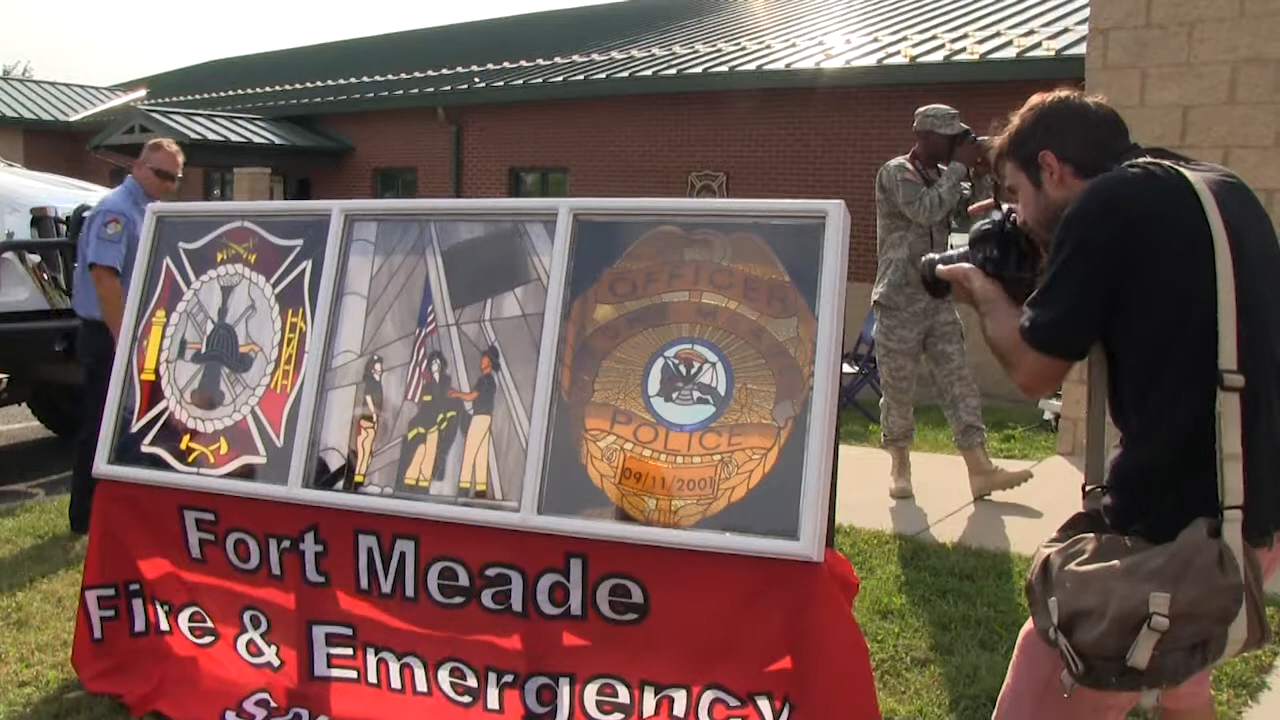 OFFICER
POLICE
09/11/2001
Fort Meade
Fire & Emergency